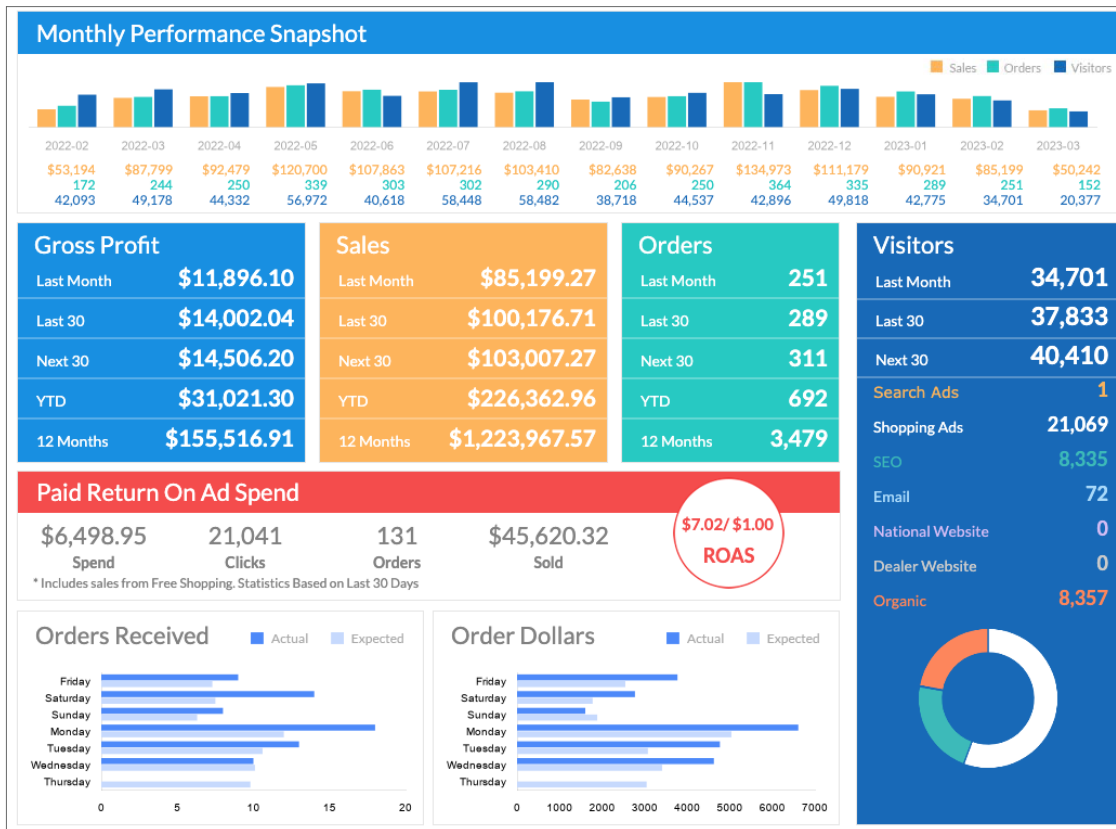 Monthly Performance Snapshot
Sales Orders Visitors
2022-02 2022-03 2022-04 2022-05 2022-06 2022-07 2022-08 2022-09 2022-10 2022-11 2022-12 2023-01 2023-02 2023-03
$53,194 $87,799 $92,479 $120,700 $107,863 $107,216 $103,410 $82,638 $90,267 $134,973 $111,179 $90,921 $85,199 $50,242
172 244 250 339 303 302 290 206 250 364 335 289 251 152
42,093 49,178 44,332 56,972 40,618 58,448 58,482 38,718 44,537 42,896 49,818 42,775 34,701 20,377
Gross Profit
Last Month $11,896.10
Last 30 $14,002.04
Next 30 $14,506.20
YTD $31,021.30
12 Months $155,516.91
Sales
Last Month $85,199.27
Last 30 $100,176.71
Next 30 $103,007.27
YTD $226,362.96
12 Months $1,223,967.57
Orders
Last Month 251
Last 30 289
Next 30 311
YTD 692
12 Months 3,479
Visitors
Last Month 34,701
Last 30 37,833
Next 30 40,410
Search Ads 1
Shopping Ads 21,069
SEO 8,335
Email 72
National Website 0
Dealer Website 0
Organic 8,357
Paid Return On Ad Spend
$6,498.95 21,041 131 $45,620.32
Spend Clicks Orders Sold
* Includes sales from Free Shopping. Statistics Based on Last 30 Days
$7.02/ $1.00
ROAS
Orders Received Actual Expected
Friday
Saturday
Sunday
Monday
Tuesday
Wednesday
Thursday
0 5 10 15 20
Order Dollars Actual Expected
Friday
Saturday
Sunday
Monday
Tuesday
Wednesday
Thursday
0 1000 2000 3000 4000 5000 6000 7000